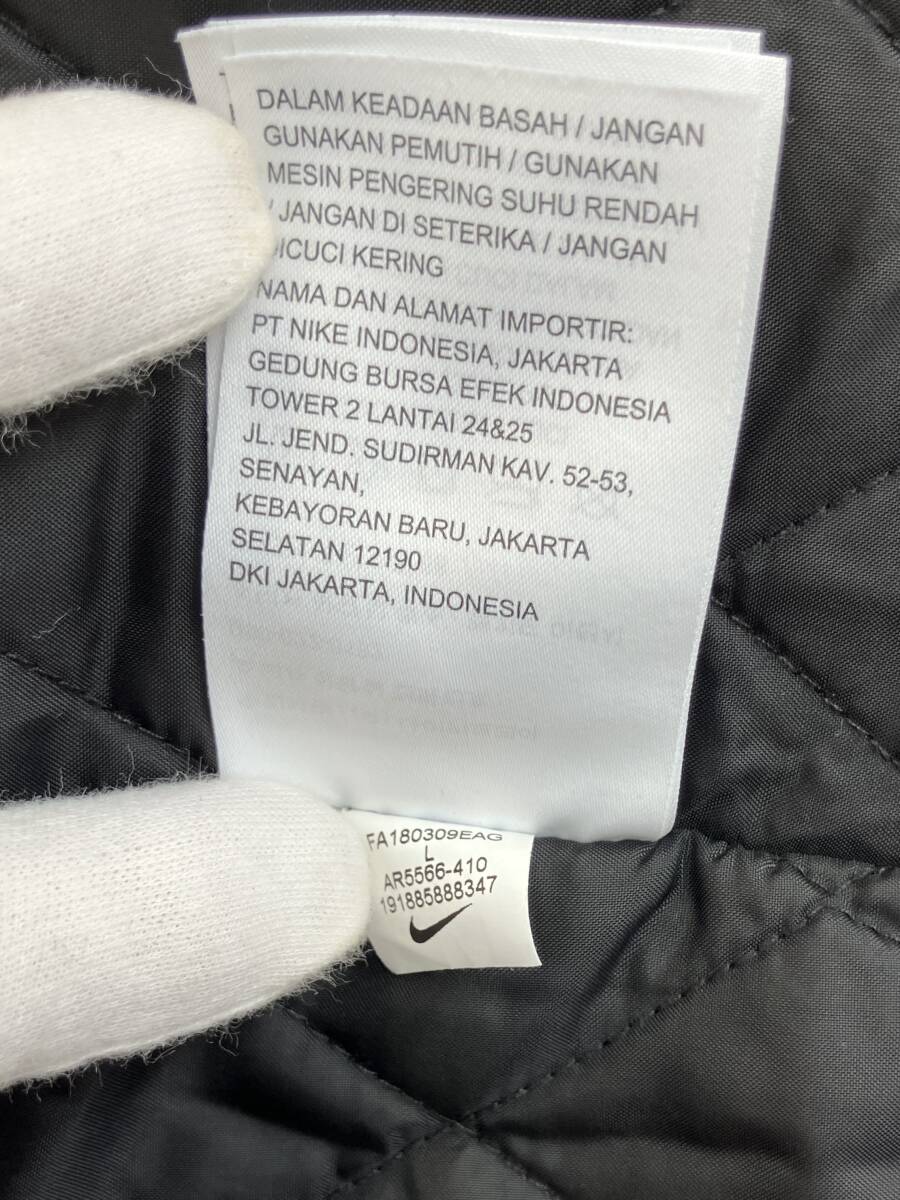 DALAM KEADAAN BASAH / JANGAN
GUNAKAN PEMUTIH / GUNAKAN
MESIN PENGERING SUHU RENDAH
/ JANGAN DI SETERIKA / JANGAN
DICUCI KERING
NAMA DAN ALAMAT IMPORTIR:
PT NIKE INDONESIA, JAKARTA
GEDUNG BURSA EFEK INDONESIA
TOWER 2 LANTAI 24&25
JL. JEND. SUDIRMAN KAV. 52-53,
SENAYAN,
KEBAYORAN BARU, JAKARTA
SELATAN 12190
DKI JAKARTA, INDONESIA
FA180309EAG
L
AR5566-410
191885888347